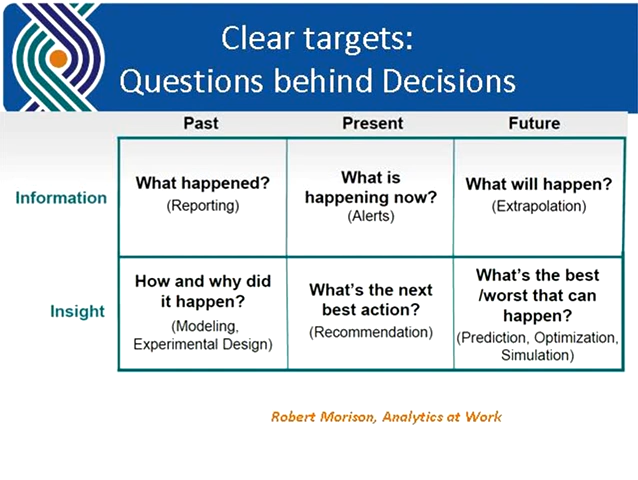 Clear targets:
Questions behind Decisions
Past Present Future
Information
What happened?
(Reporting)
What is
happening now?
(Alerts)
What will happen?
(Extrapolation)
Insight
How and why did
it happen?
(Modeling,
Experimental Design)
What's the next
best action?
(Recommendation)
What's the best
/worst that can
happen?
(Prediction, Optimization,
Simulation)
Robert Morison, Analytics at Work